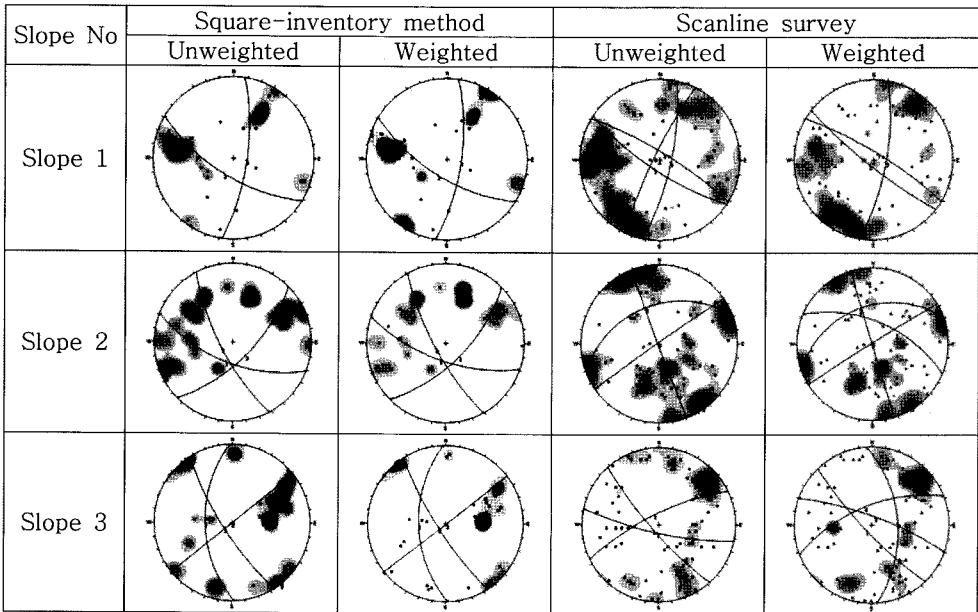 Slope No Square-inventory method Scanline survey
Unweighted Weighted Unweighted Weighted
Slope 1
Slope 2
Slope 3